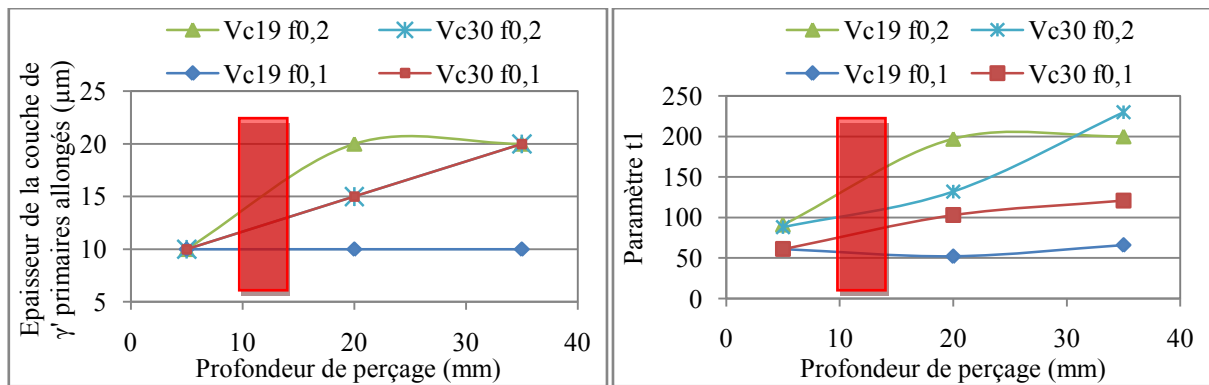 Vc19 f0,2
Vc30 f0,2
Vc19 f0,1
Vc30 f0,1
Epaisseur de la couche de
γ' primaires allongés (µm)
25
20
15
10
5
0
10
20
30
40
Profondeur de perçage (mm)
Vc19 f0,2
Vc30 f0,2
Vc19 f0,1
Vc30 f0,1
Paramètre t1
250
200
150
100
50
0
0
10
20
30
40
Profondeur de perçage (mm)